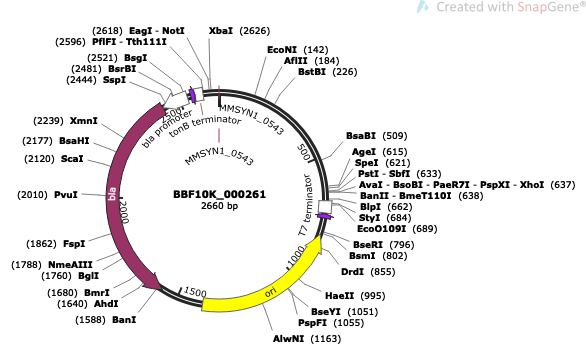 Created with SnapGene®
(2618) EagI - NotI
XbaI (2626)
(2596) PflFI - Tth111I
(2521) BsgI
(2481) BsrBI
(2444) SspI
EcoNI (142)
AflII (184)
BstBI (226)
(2239) XmnI
(2177) BsaHI
(2120) ScaI
(2010) PvuI
(1862) FspI
(1788) NmeAIII
(1760) BglI
(1680) BmrI
(1640) AhdI
(1588) BanI
BsaBI (509)
AgeI (615)
SpeI (621)
PstI - SbfI (633)
AvaI - BsoBI - PaeR7I - PspXI - XhoI (637)
BanII - BmeT110I (638)
BlpI (662)
StyI (684)
EcoO109I (689)
BseRI (796)
BsmI (802)
DrdI (855)
HaeII (995)
BseYI (1051)
PspFI (1055)
AlwNI (1163)
2500
bla promoter
tonB terminator
MMSYN1_0543
MMSYN1_0543
500
T7 terminator
1000
ori
1500
2000
bla
BBF10K_000261
2660 bp